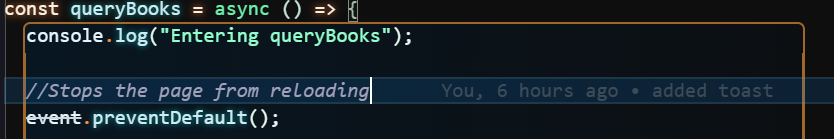 const queryBooks = async () => {
console.log("Entering queryBooks");
//Stops the page from reloading You, 6 hours ago • added toast
event.preventDefault();